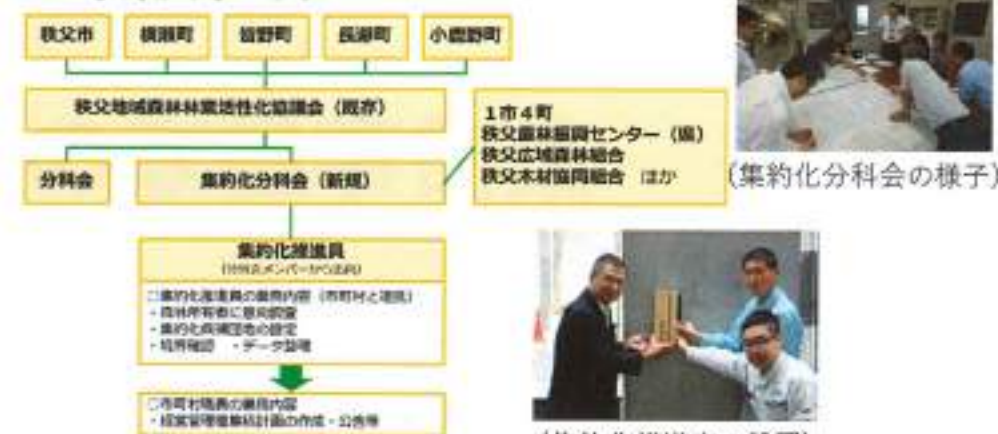 秩父市
横瀬町
皆野町
長瀞町
小鹿野町
秩父地域森林林業活性化協議会（既存）
分科会
集約化分科会（新規）
1市4町
秩父農林振興センター（県）
秩父広域森林組合
秩父木材協同組合 ほか
（集約化分科会の様子）
集約化推進員
□集約化推進員の業務内容（市町村と連携）
・森林所有者に意向調査
・集約化候補団地の設定
・境界確認 ・データ整理
□市町村職員の業務内容
・経営管理権集積計画の作成・公告等